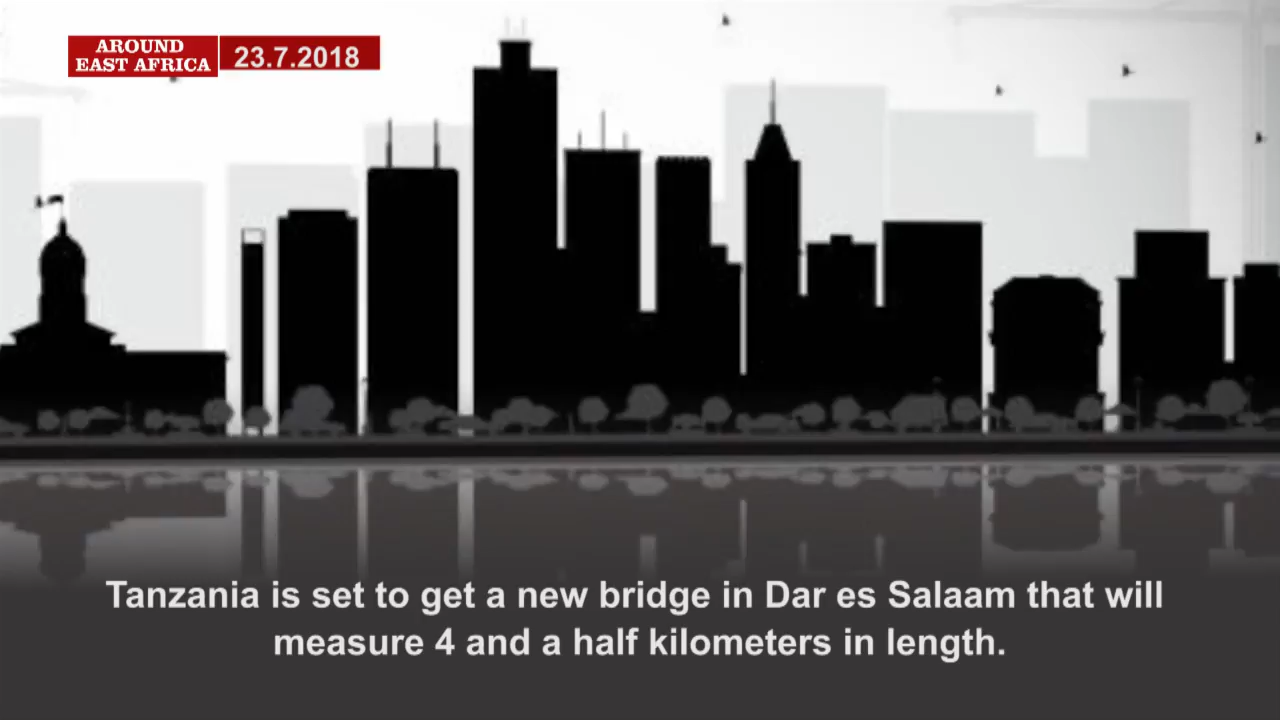 AROUND
EAST AFRICA
23.7.2018
Tanzania is set to get a new bridge in Dar es Salaam that will
measure 4 and a half kilometers in length.